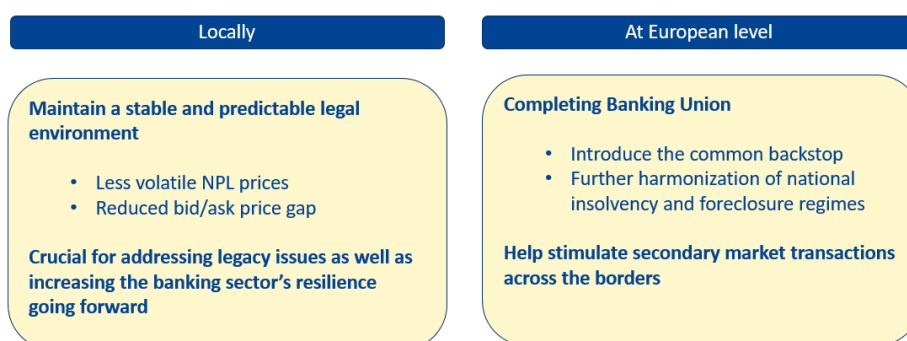 Locally
Maintain a stable and predictable legal
environment
• Less volatile NPL prices
• Reduced bid/ask price gap
Crucial for addressing legacy issues as well as
increasing the banking sector's resilience
going forward
At European level
Completing Banking Union
• Introduce the common backstop
• Further harmonization of national
insolvency and foreclosure regimes
Help stimulate secondary market transactions
across the borders